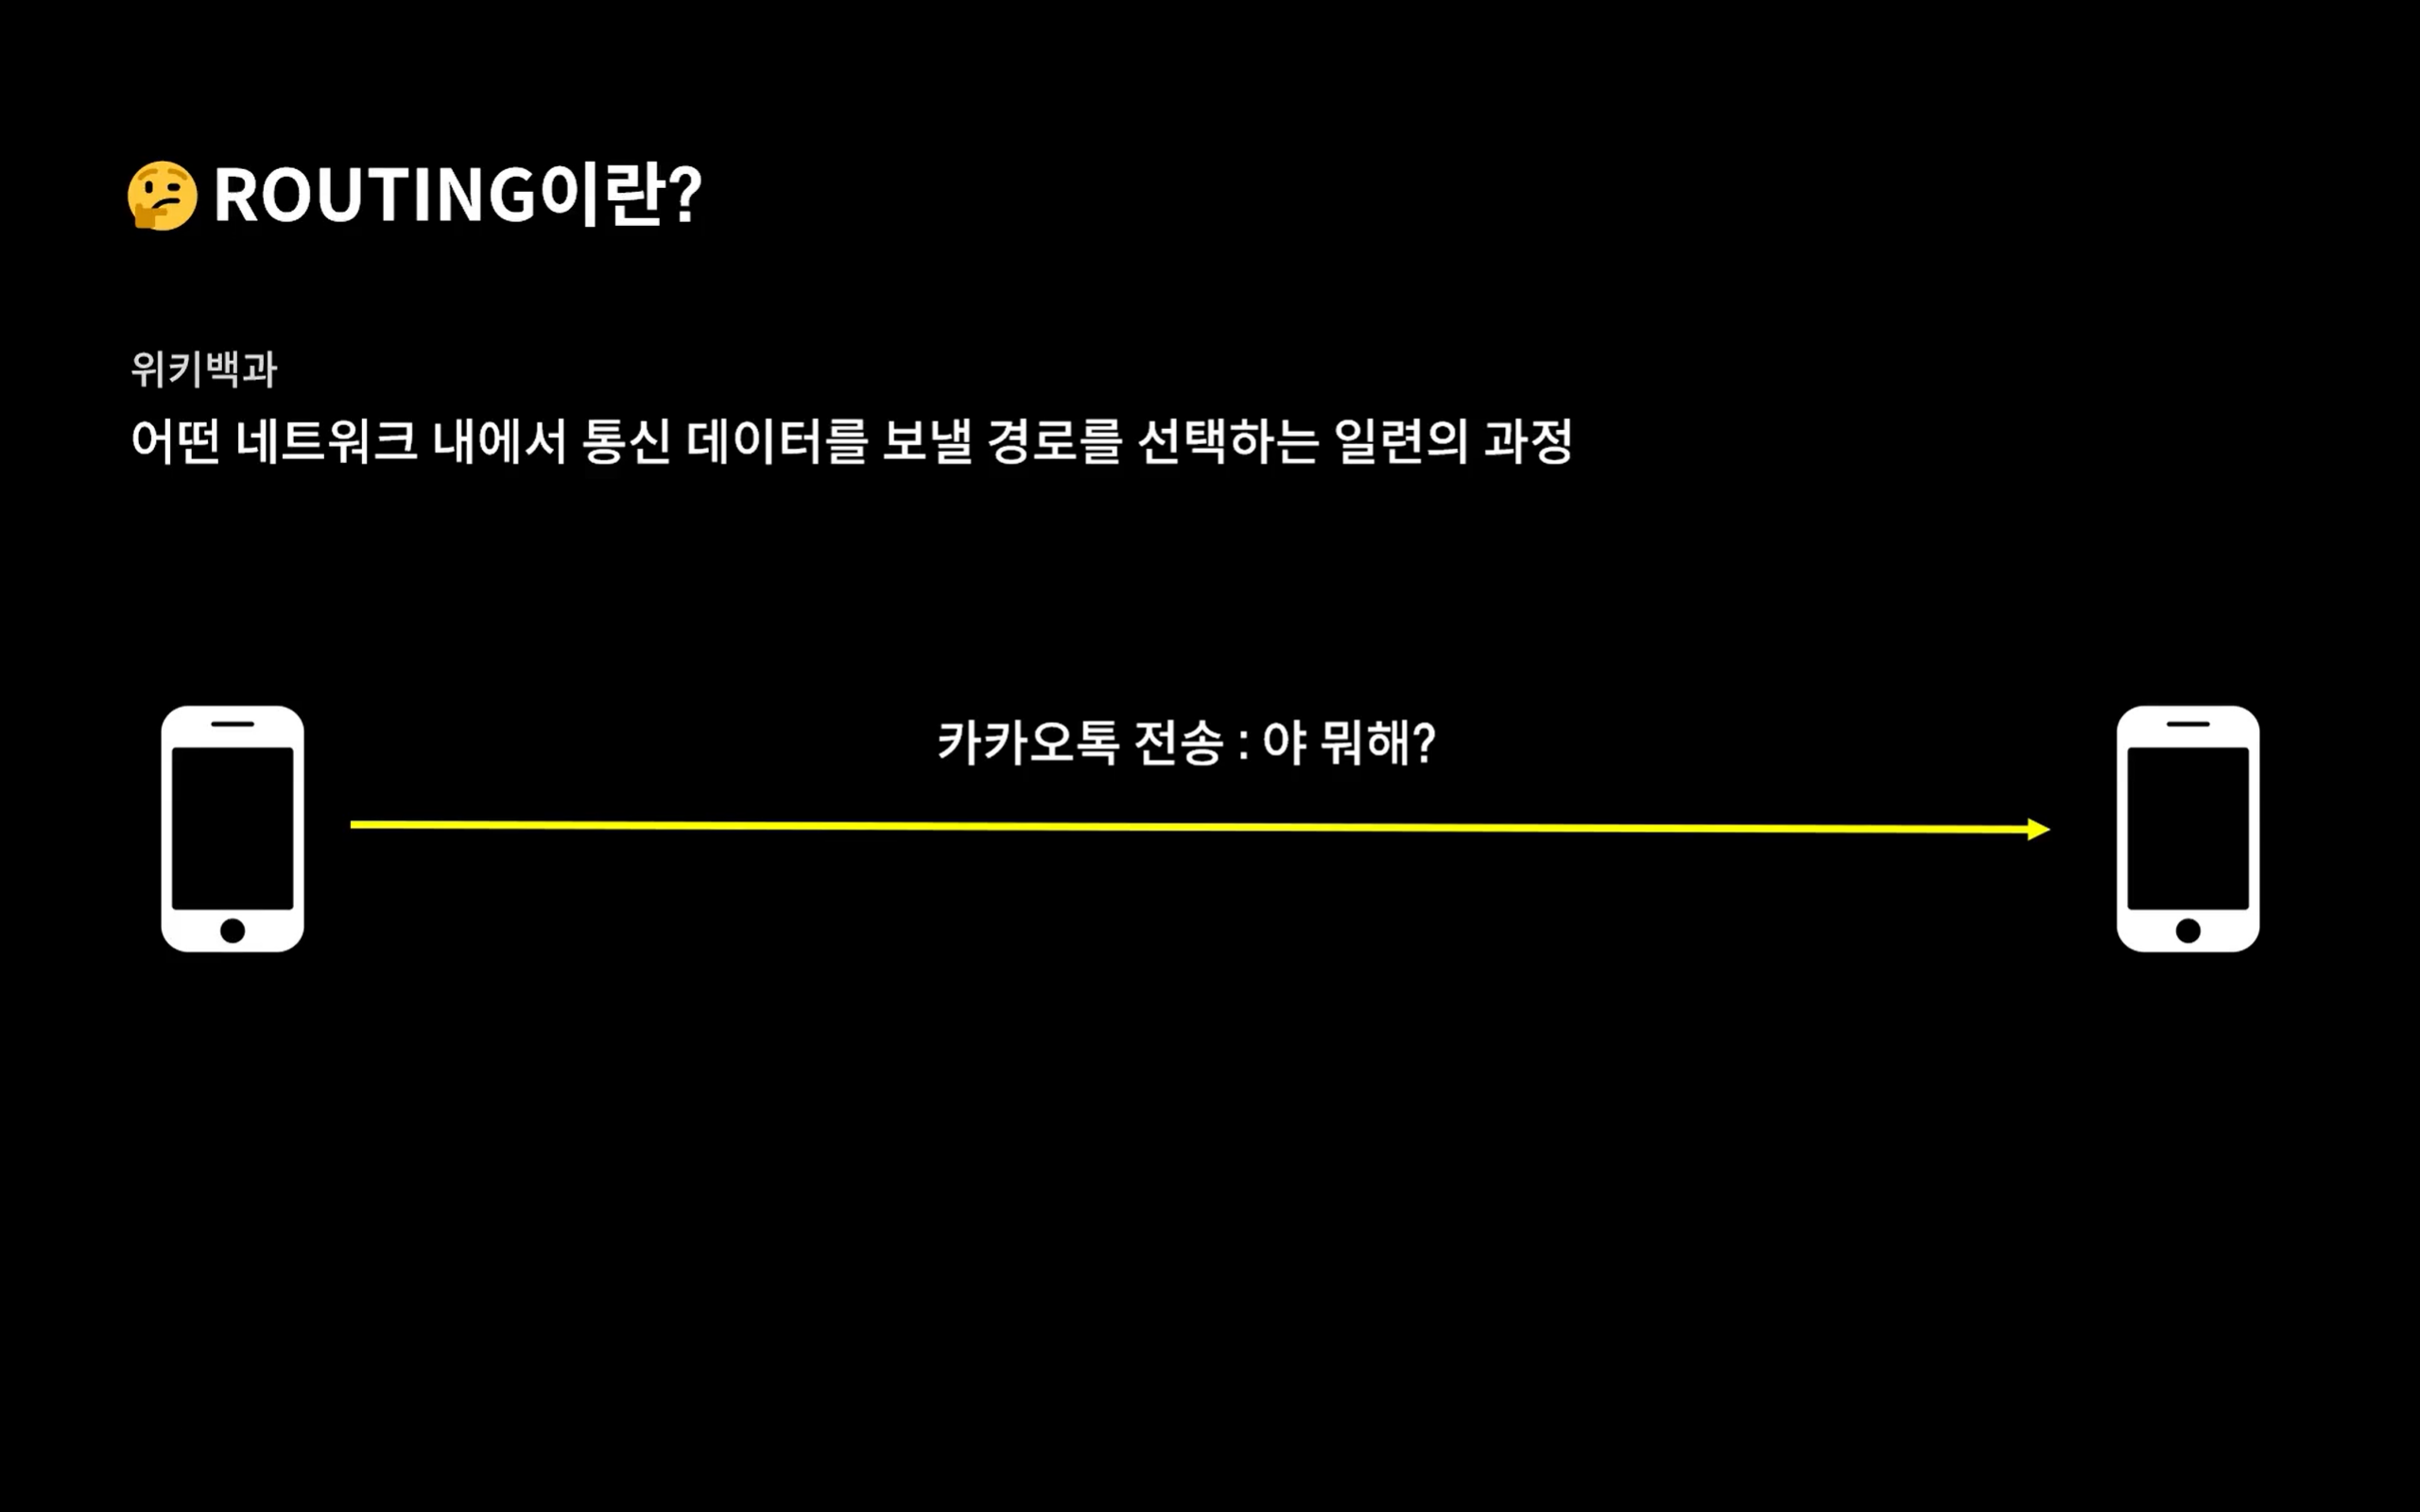 🤔 ROUTING이란?
위키백과
어떤 네트워크 내에서 통신 데이터를 보낼 경로를 선택하는 일련의 과정
카카오톡 전송 : 야 뭐해?